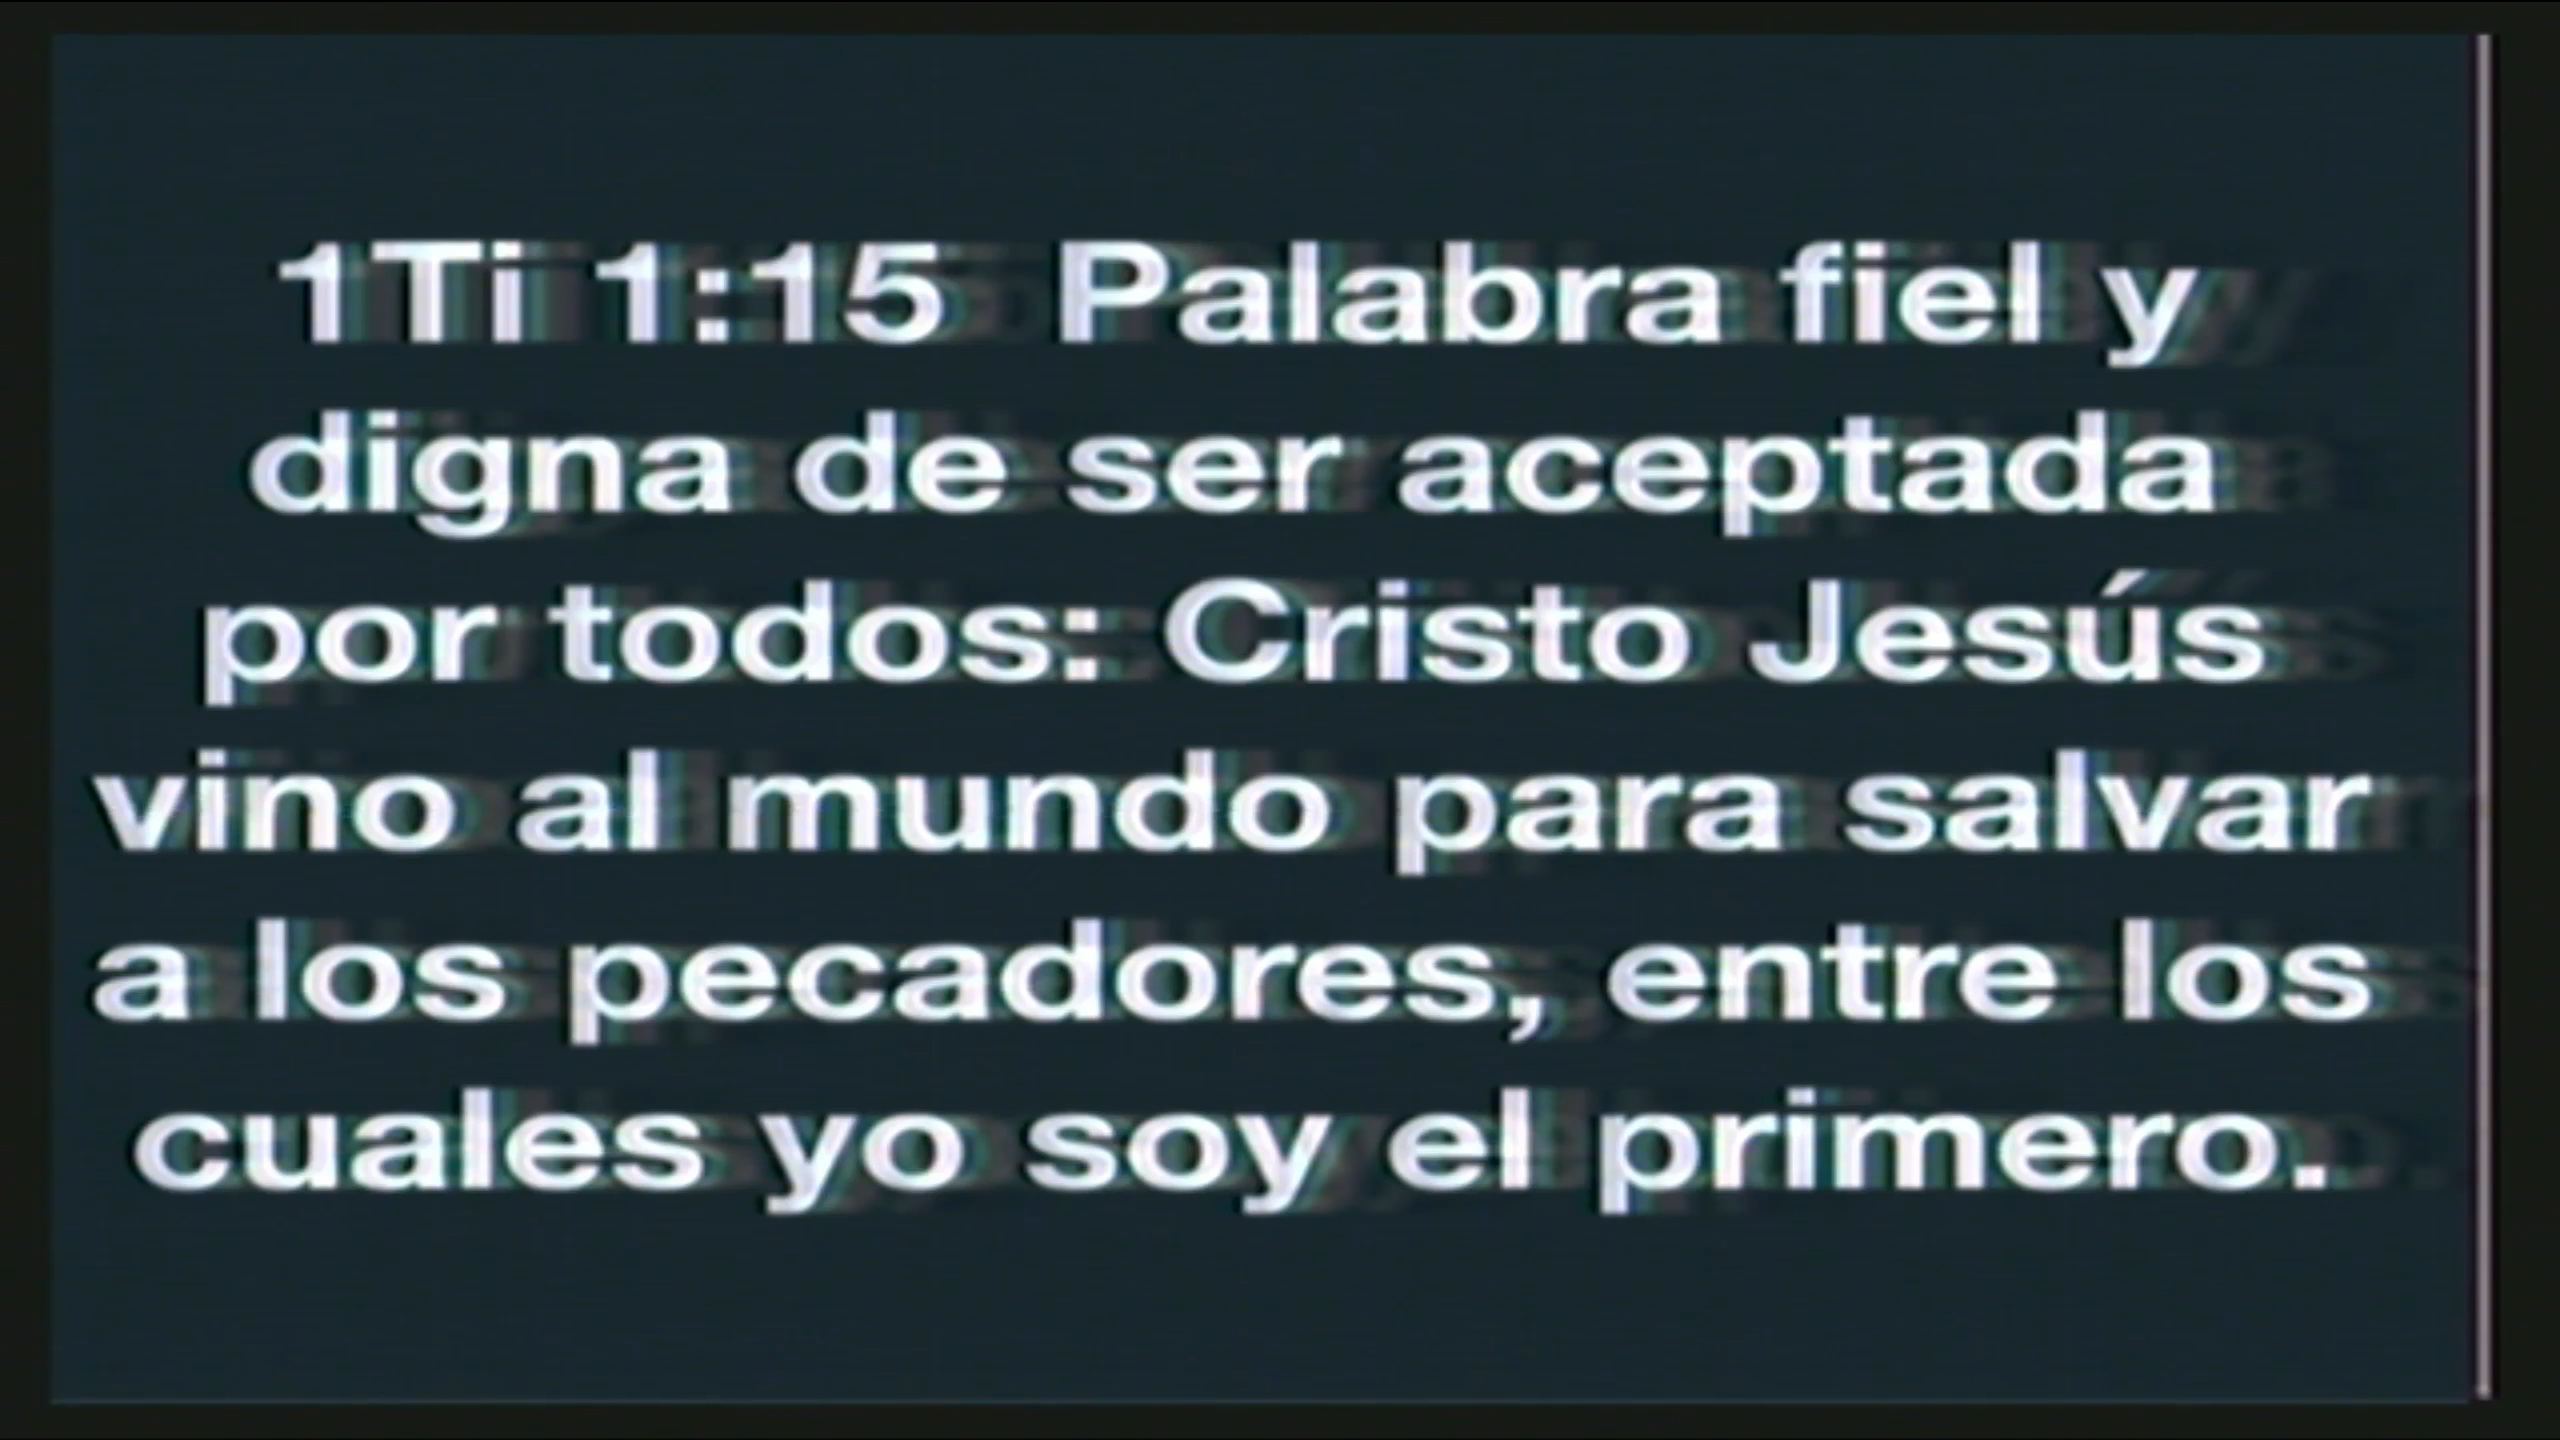 1Ti 1:15  Palabra fiel y
digna de ser aceptada
por todos: Cristo Jesús
vino al mundo para salvar
a los pecadores, entre los
cuales yo soy el primero.